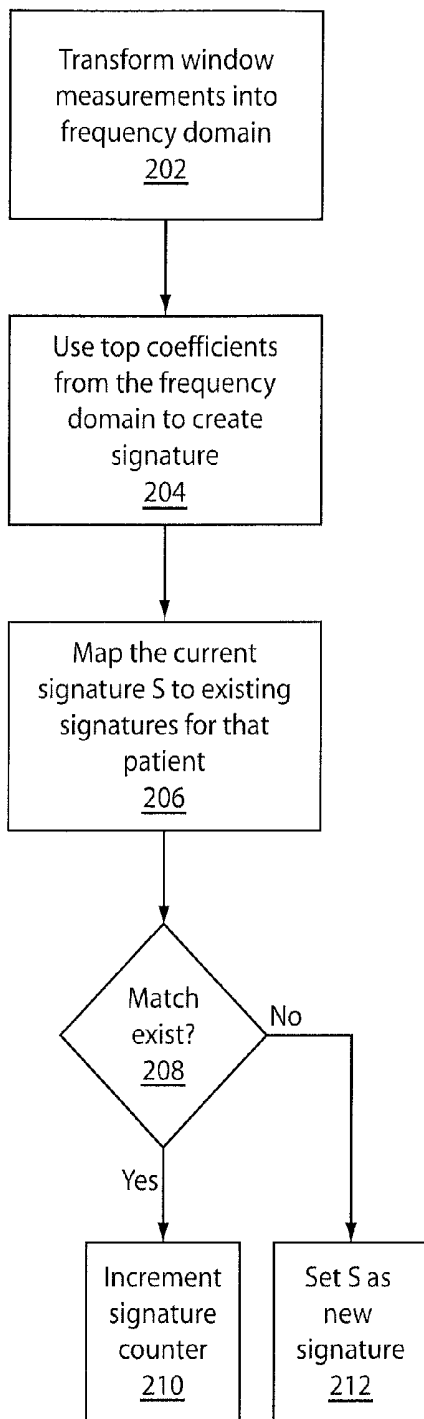 Transform window
measurements into
frequency domain
202
Use top coefficients
from the frequency
domain to create
signature
204
Map the current
signature S to existing
signatures for that
patient
206
Match
exist?
208
No
Yes
Increment
signature
counter
210
Set S as
new
signature
212